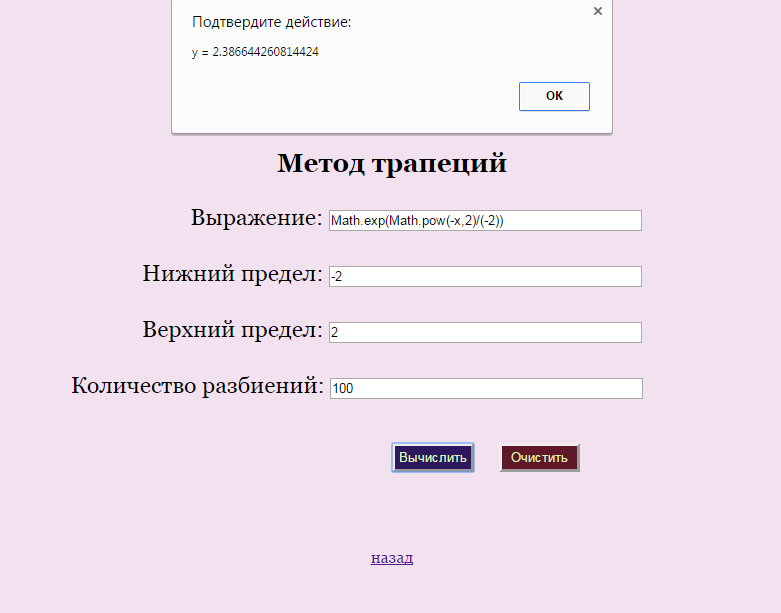 Подтвердите действие:
y = 2.386644260814424
OK
Метод трапеций
Выражение: Math.exp(Math.pow(-x,2)/(-2))
Нижний предел: -2
Верхний предел: 2
Количество разбиений: 100
Вычислить Очистить
назад